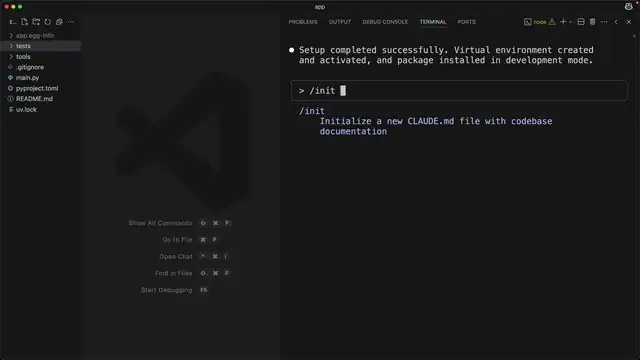 app
PROBLEMS OUTPUT DEBUG CONSOLE TERMINAL PORTS
node
app.egg-info
tests
tools
.gitignore
main.py
pyproject.toml
README.md
uv.lock
Setup completed successfully. Virtual environment created
and activated, and package installed in development mode.
> /init
/init
Initialize a new CLAUDE.md file with codebase
documentation
Show All Commands ⇧ ⌘ P
Go to File ⌘ P
Open Chat ^ ⌘ I
Find in Files ⇧ ⌘ F
Start Debugging F5